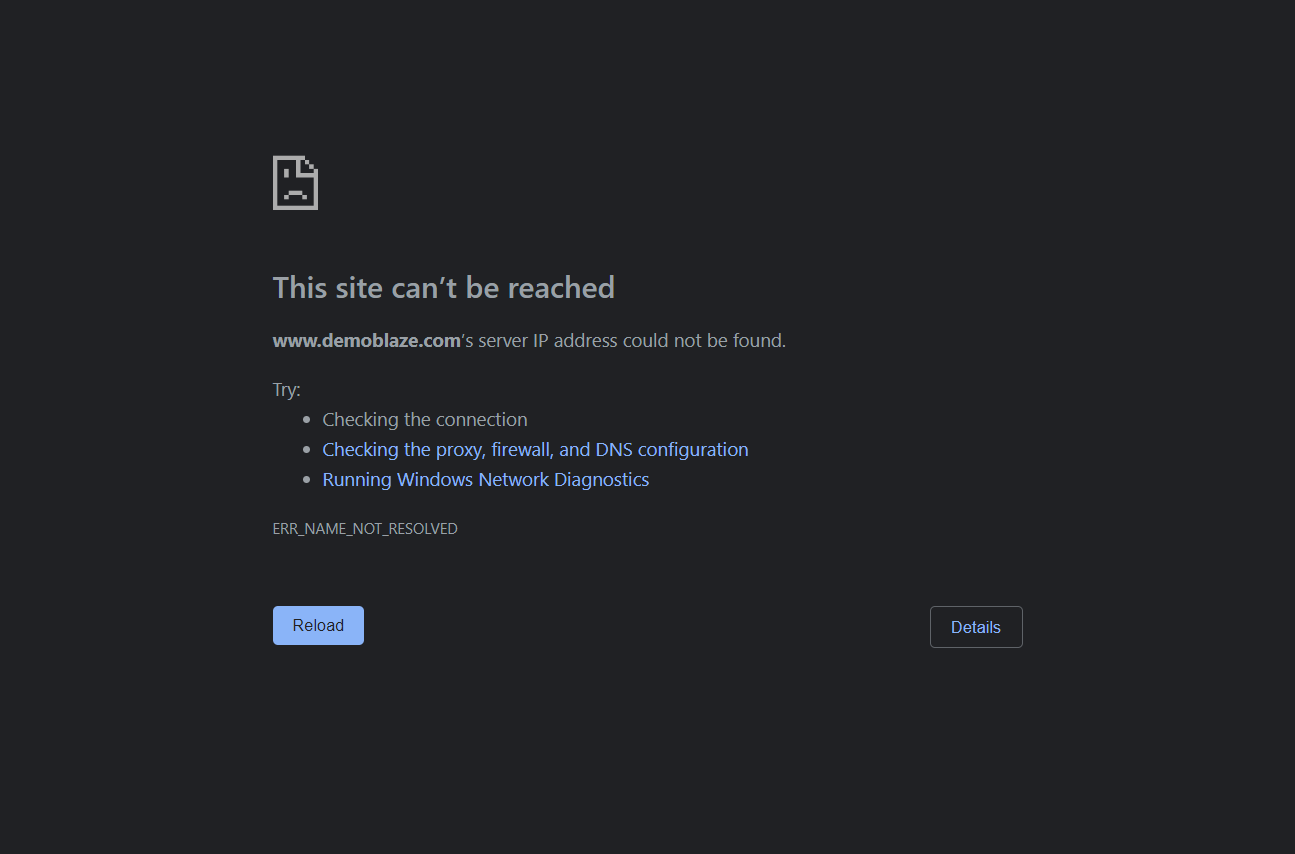 This site can’t be reached
www.demoblaze.com’s server IP address could not be found.
Try:
Checking the connection
Checking the proxy, firewall, and DNS configuration
Running Windows Network Diagnostics
ERR_NAME_NOT_RESOLVED
Reload
Details